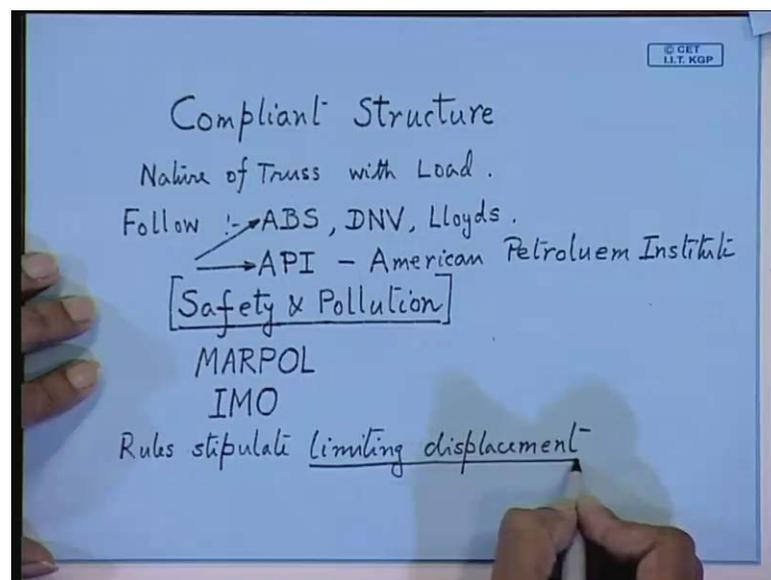 © CET
I.I.T. KGP
Compliant Structure
Nature of Truss with Load.
Follow :- ABS, DNV, Lloyds.
API - American Petroluem Institute
[Safety & Pollution]
MARPOL
IMO
Rules stipulate limiting displacement